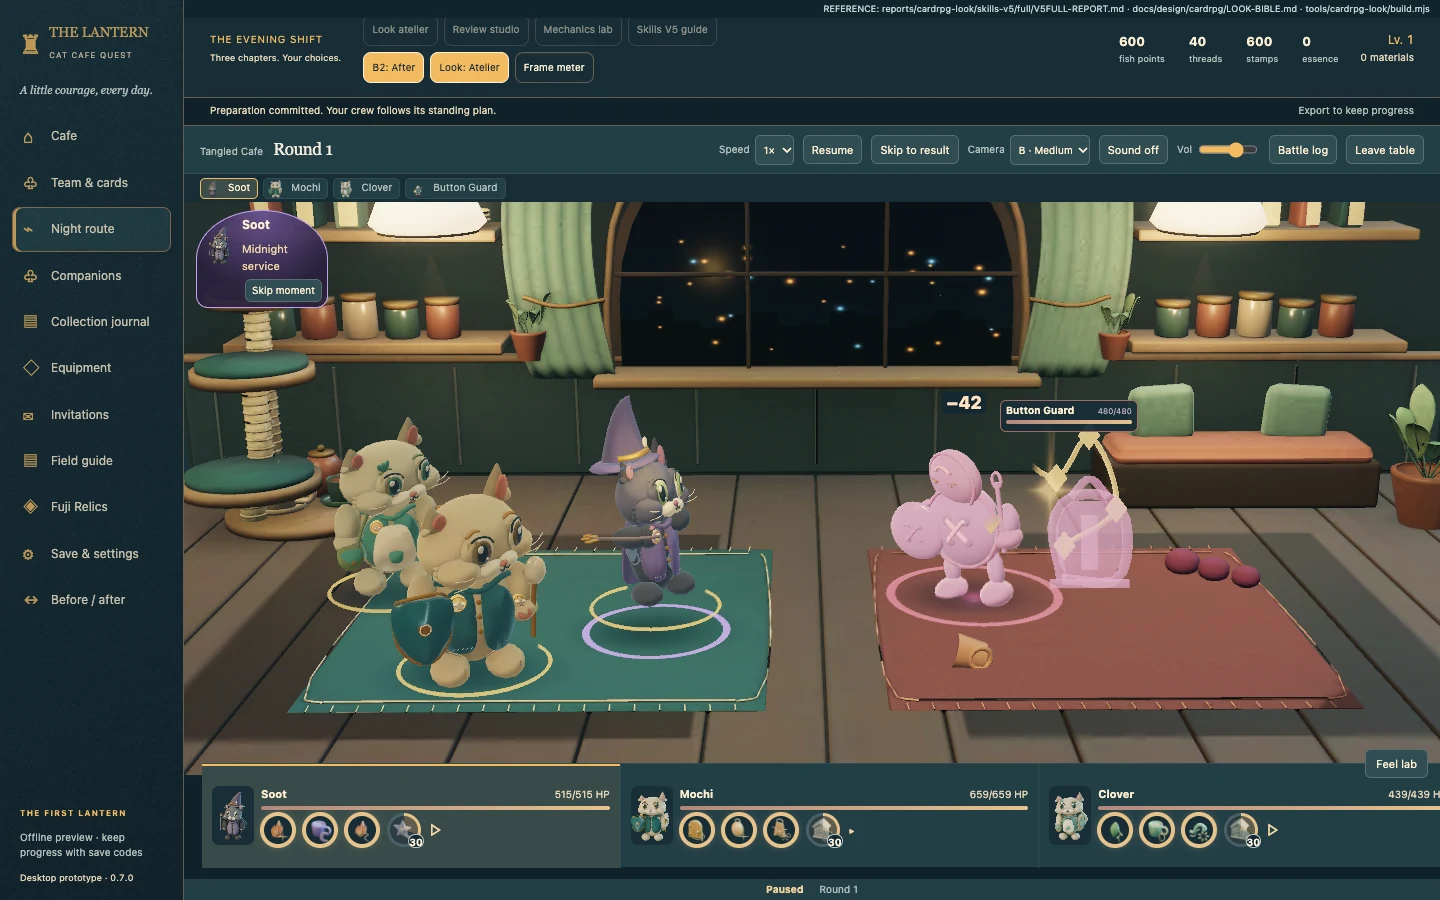 REFERENCE: reports/cardrpg-look/skills-v5/full/V5FULL-REPORT.md · docs/design/cardrpg/LOOK-BIBLE.md · tools/cardrpg-look/build.mjs
THE LANTERN
CAT CAFE QUEST
A little courage, every day.
Cafe
Team & cards
Night route
Companions
Collection journal
Equipment
Invitations
Field guide
Fuji Relics
Save & settings
Before / after
THE FIRST LANTERN
Offline preview · keep
progress with save codes
Desktop prototype · 0.7.0
THE EVENING SHIFT
Three chapters. Your choices.
Look atelier
Review studio
Mechanics lab
Skills V5 guide
B2: After
Look: Atelier
Frame meter
600
fish points
40
threads
600
stamps
0
essence
Lv. 1
0 materials
Preparation committed. Your crew follows its standing plan.
Export to keep progress
Tangled Cafe
Round 1
Speed
1×
Resume
Skip to result
Camera
B · Medium
Sound off
Vol
Battle log
Leave table
Soot
Mochi
Clover
Button Guard
Soot
Midnight
service
Skip moment
−42
Button Guard
480/480
Feel lab
Soot
515/515 HP
30
Mochi
659/659 HP
30
Clover
439/439 H
30
Paused
Round 1